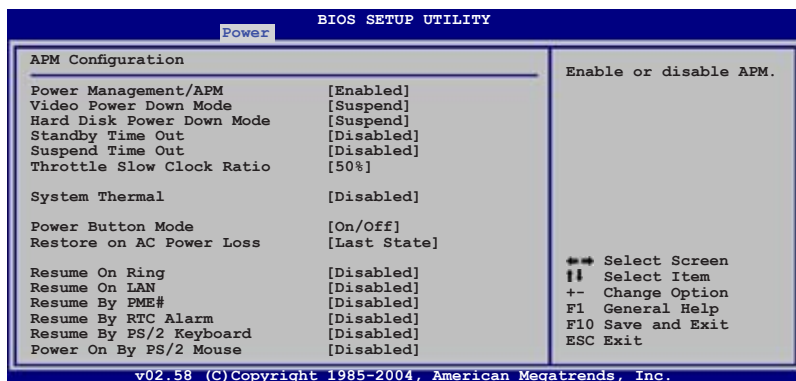 BIOS SETUP UTILITY
Power
APM Configuration
Power Management/APM [Enabled]
Video Power Down Mode [Suspend]
Hard Disk Power Down Mode [Suspend]
Standby Time Out [Disabled]
Suspend Time Out [Disabled]
Throttle Slow Clock Ratio [50%]
System Thermal [Disabled]
Power Button Mode [On/Off]
Restore on AC Power Loss [Last State]
Resume On Ring [Disabled]
Resume On LAN [Disabled]
Resume By PME# [Disabled]
Resume By RTC Alarm [Disabled]
Resume By PS/2 Keyboard [Disabled]
Power On By PS/2 Mouse [Disabled]
Enable or disable APM.
←→ Select Screen
↑↓ Select Item
+- Change Option
F1 General Help
F10 Save and Exit
ESC Exit
v02.58 (C)Copyright 1985-2004, American Megatrends, Inc.